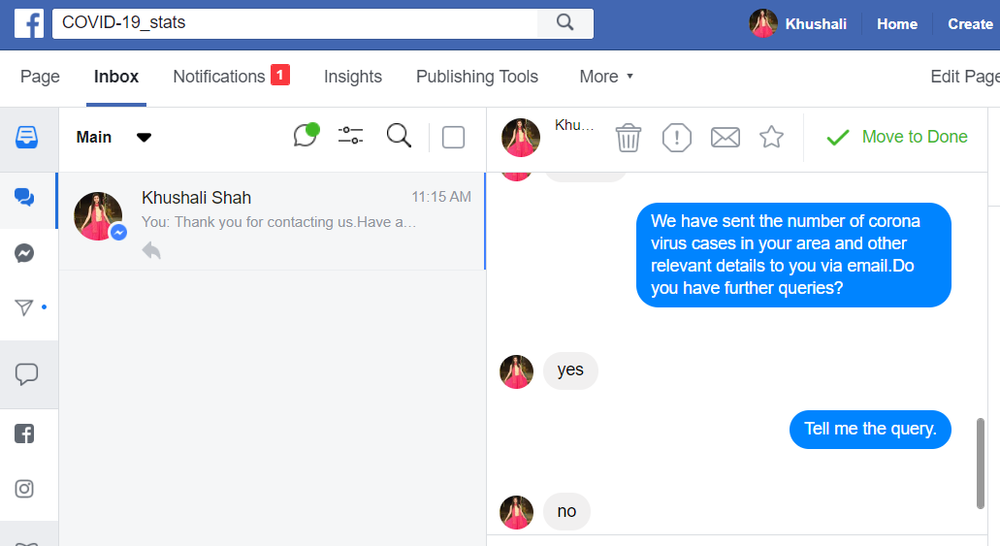 COVID-19_stats
Khushali
Home
Create
Page
Inbox
Notifications
1
Insights
Publishing Tools
More
Edit Page
Main
Khu...
Move to Done
Khushali Shah
11:15 AM
You: Thank you for contacting us.Have a...
We have sent the number of corona
virus cases in your area and other
relevant details to you via email.Do
you have further queries?
yes
Tell me the query.
no